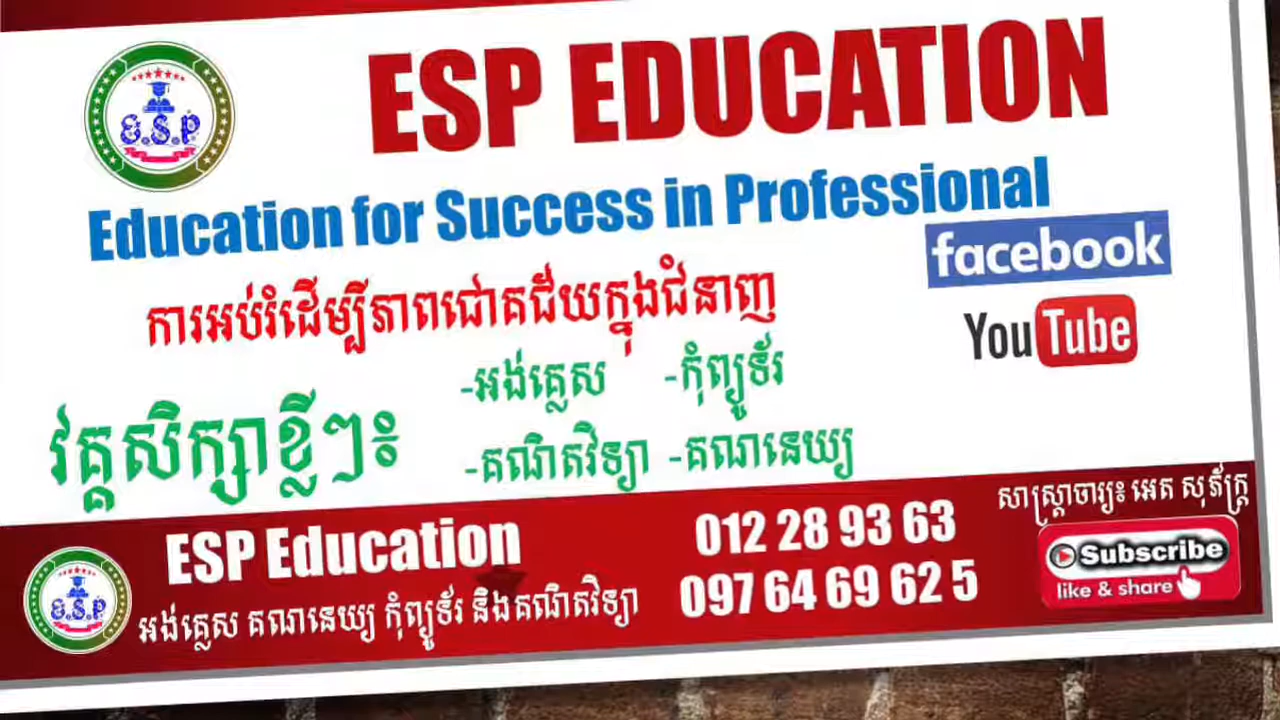 E.S.P
ESP EDUCATION
Education for Success in Professional
facebook
ការអប់រំដើម្បីភាពជោគជ័យក្នុងជំនាញ
YouTube
-អង់គ្លេស -កុំព្យូទ័រ
វគ្គសិក្សាខ្លីៗ៖
-គណិតវិទ្យា -គណនេយ្យ
សាស្ត្រាចារ្យ៖ អេត សុភ័ក្ត្រ
ESP Education
012 28 93 63
Subscribe
E.S.P
អង់គ្លេស គណនេយ្យ កុំព្យូទ័រ និងគណិតវិទ្យា
097 64 69 62 5
like & share